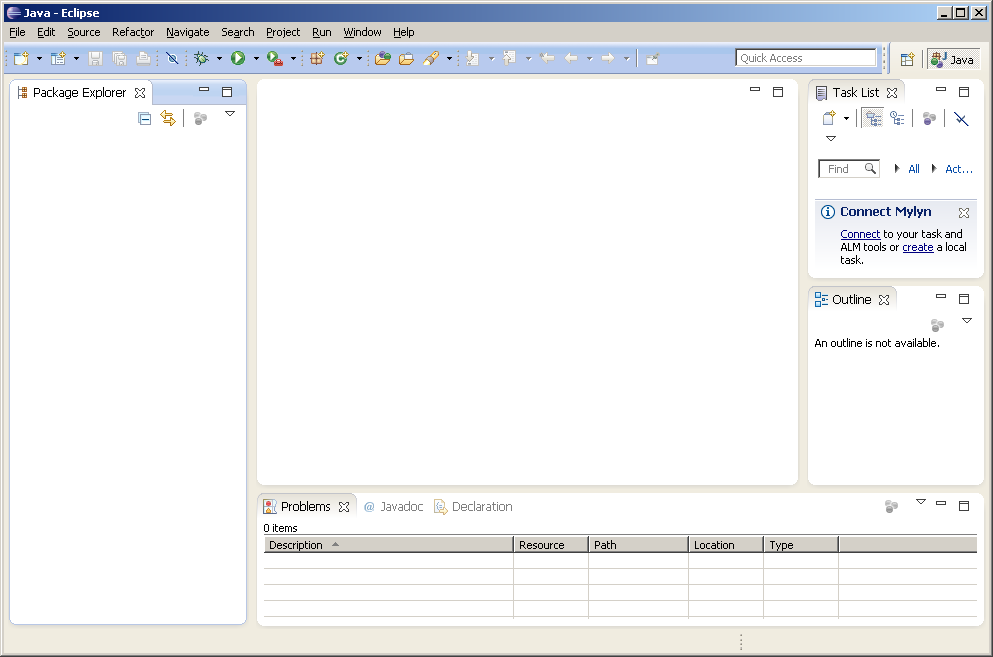 Java - Eclipse
File Edit Source Refactor Navigate Search Project Run Window Help
Quick Access
Java
Package Explorer
Task List
Find All Act...
Connect Mylyn
Connect to your task and
ALM tools or create a local
task.
Outline
An outline is not available.
Problems @ Javadoc Declaration
0 items
Description Resource Path Location Type